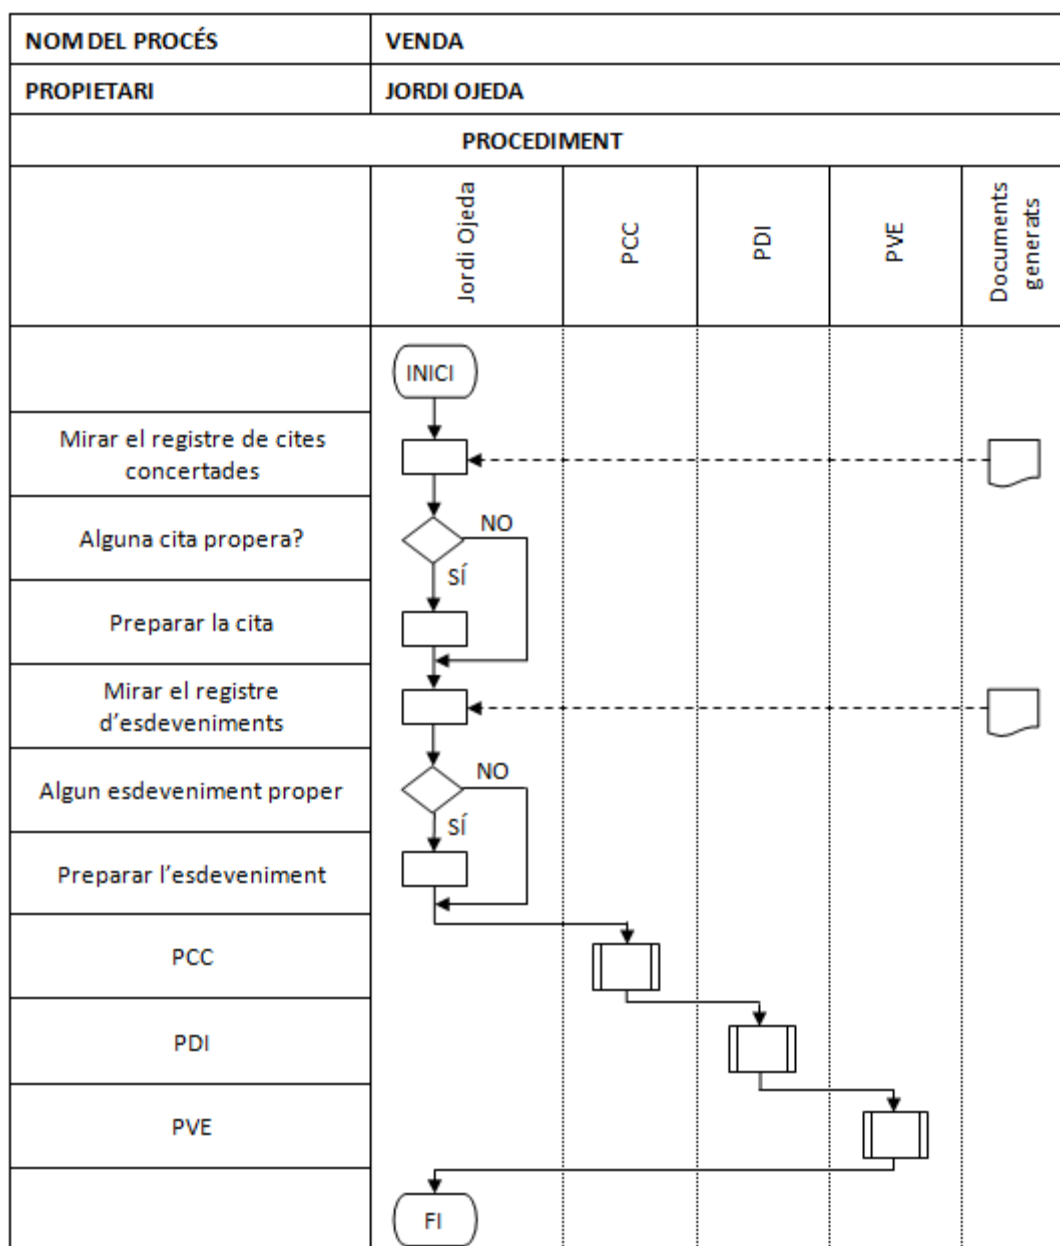 NOM DEL PROCÉS
VENDA
PROPIETARI
JORDI OJEDA
PROCEDIMENT
Jordi Ojeda
PCC
PDI
PVE
Documents
generats
INICI
Mirar el registre de cites
concertades
Alguna cita propera?
NO
SÍ
Preparar la cita
Mirar el registre
d'esdeveniments
Algun esdeveniment proper
NO
SÍ
Preparar l'esdeveniment
PCC
PDI
PVE
FI